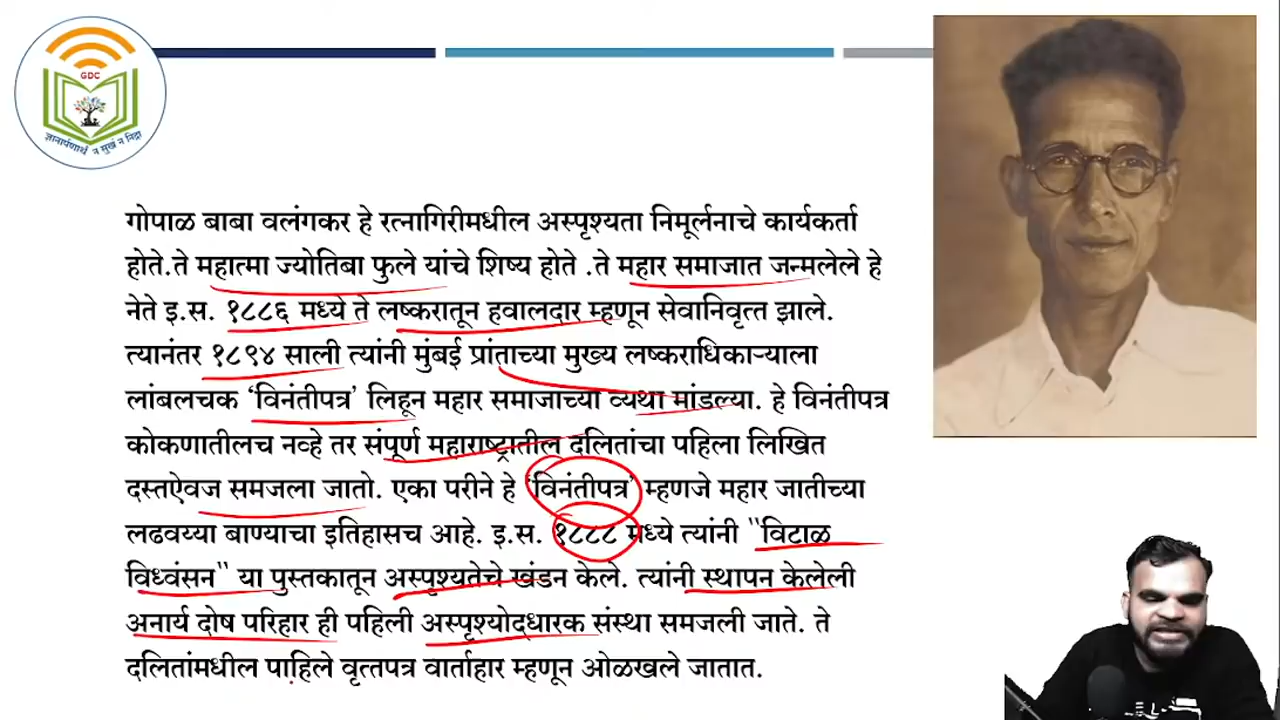 GDC
ज्ञानार्पणार्थं त्र सुखं न निद्रा
गोपाळ बाबा वलंगकर हे रत्नागिरीमधील अस्पृश्यता निमूर्लनाचे कार्यकर्ता
होते.ते महात्मा ज्योतिबा फुले यांचे शिष्य होते .ते महार समाजात जन्मलेले हे
नेते इ.स. १८८६ मध्ये ते लष्करातून हवालदार म्हणून सेवानिवृत्त झाले.
त्यानंतर १८९४ साली त्यांनी मुंबई प्रांताच्या मुख्य लष्कराधिकाऱ्याला
लांबलचक ‘विनंतीपत्र’ लिहून महार समाजाच्या व्यथा मांडल्या. हे विनंतीपत्र
कोकणातीलच नव्हे तर संपूर्ण महाराष्ट्रातील दलितांचा पहिला लिखित
दस्तऐवज समजला जातो. एका परीने हे ‘विनंतीपत्र’ म्हणजे महार जातीच्या
लढवय्या बाण्याचा इतिहासच आहे. इ.स. १८८८ मध्ये त्यांनी "विटाळ
विध्वंसन" या पुस्तकातून अस्पृश्यतेचे खंडन केले. त्यांनी स्थापन केलेली
अनार्य दोष परिहार ही पहिली अस्पृश्योद्धारक संस्था समजली जाते. ते
दलितांमधील पाहिले वृत्तपत्र वार्ताहार म्हणून ओळखले जातात.